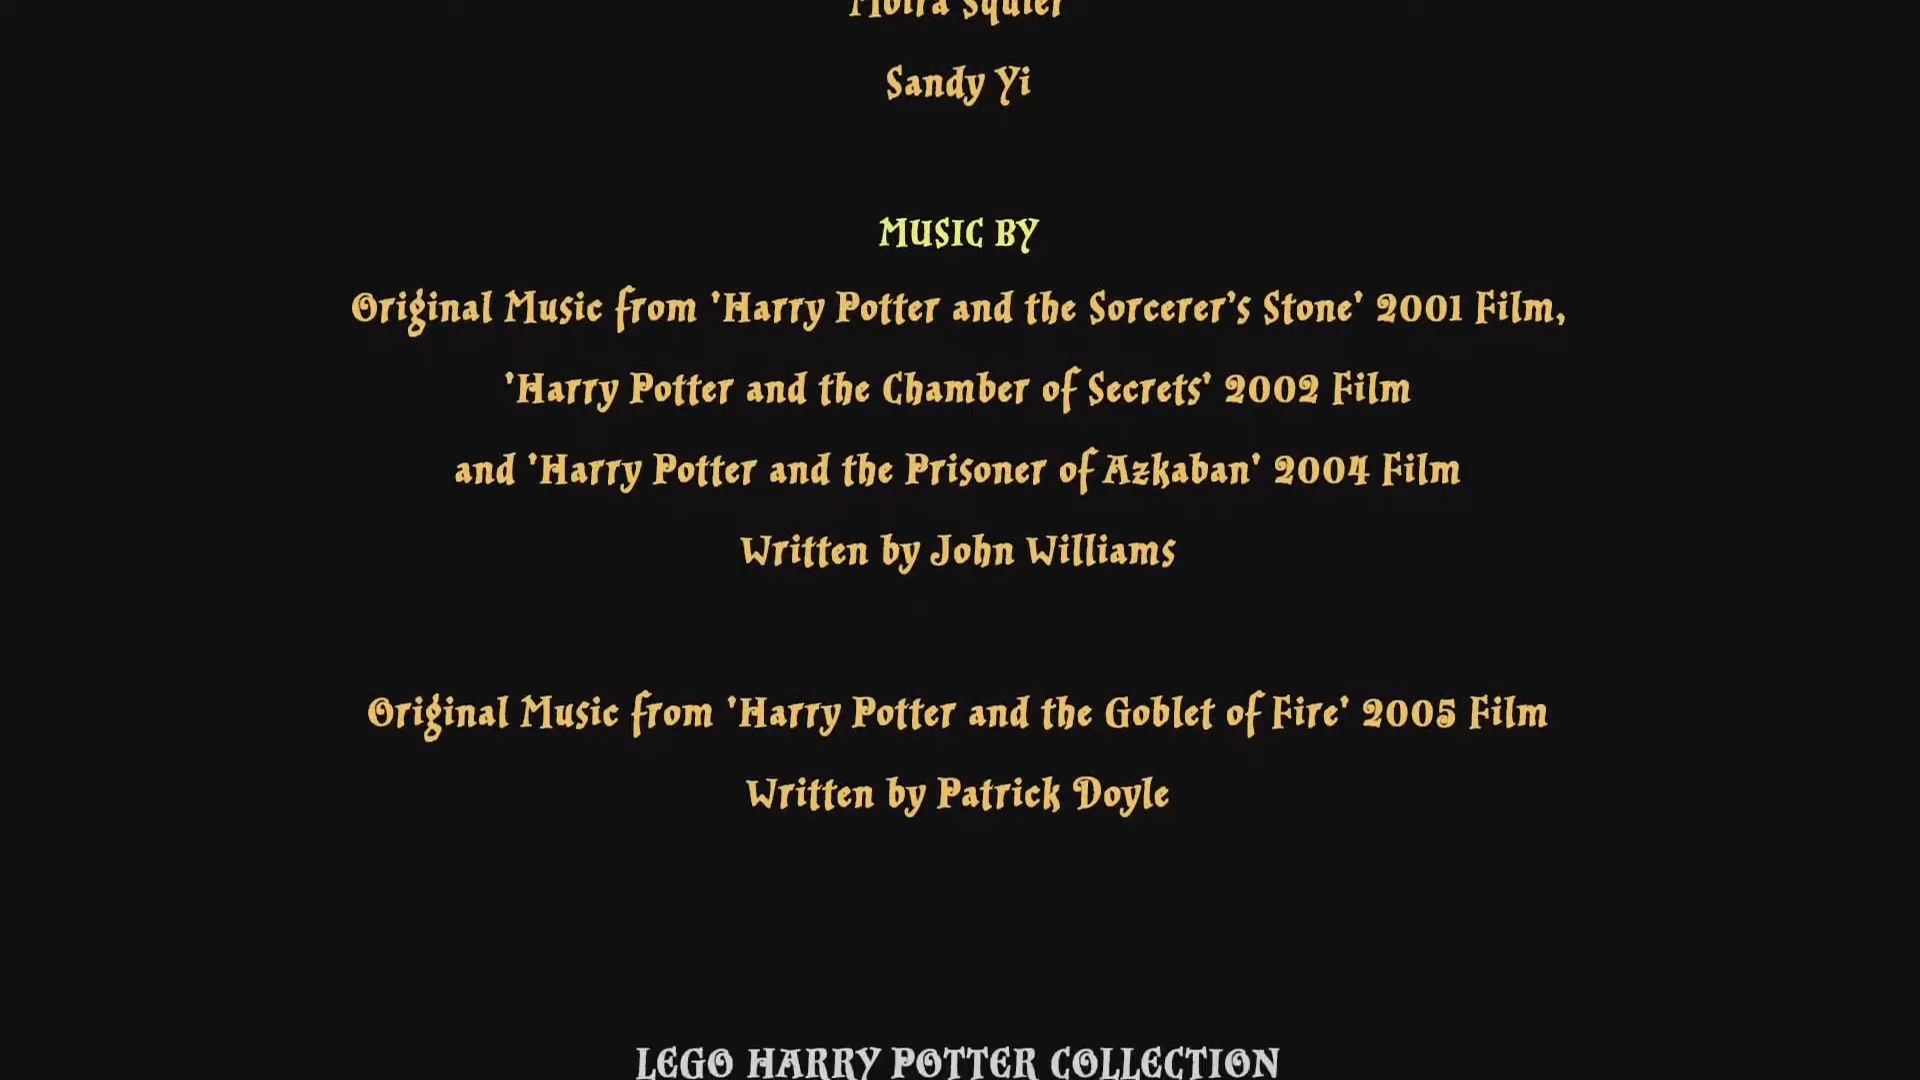 Moira Squier
Sandy Yi
MUSIC BY
Original Music from 'Harry Potter and the Sorcerer's Stone' 2001 Film,
'Harry Potter and the Chamber of Secrets' 2002 Film
and 'Harry Potter and the Prisoner of Azkaban' 2004 Film
Written by John Williams
Original Music from 'Harry Potter and the Goblet of Fire' 2005 Film
Written by Patrick Doyle
LEGO HARRY POTTER COLLECTION